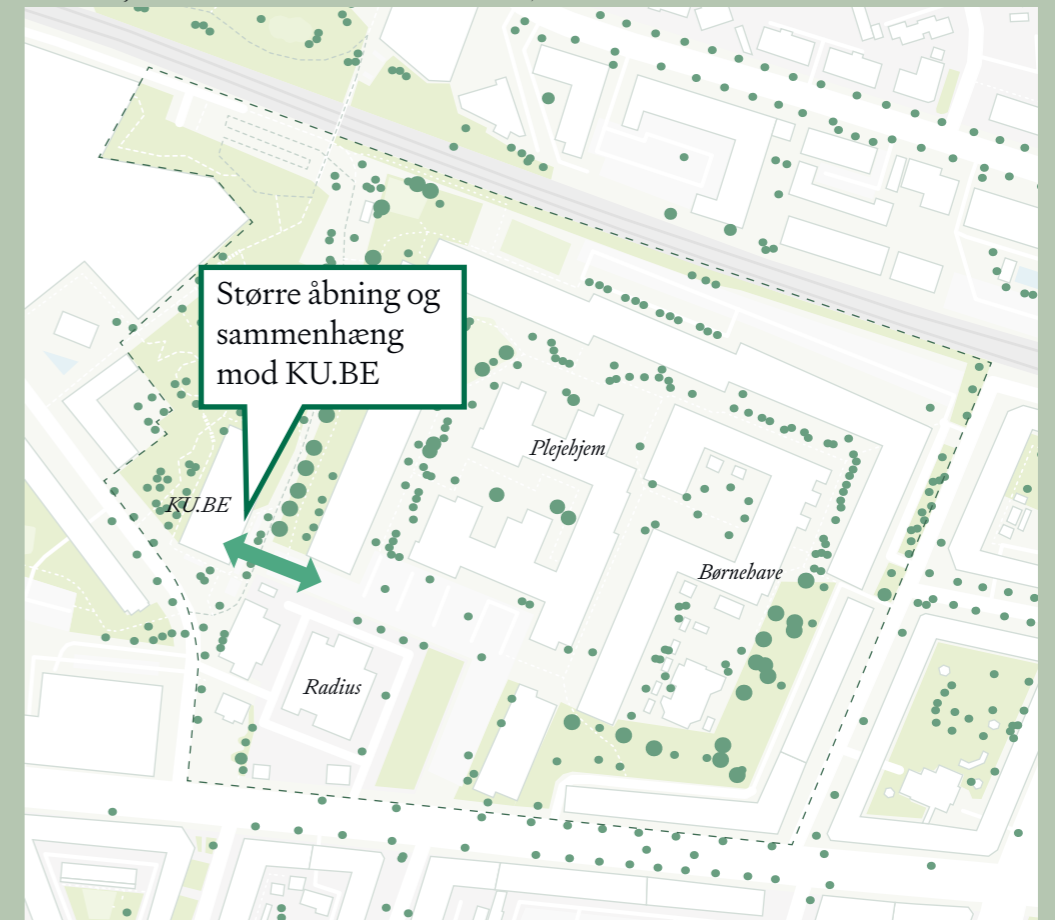 Større åbning og
sammenhæng
mod KU.BE
Plejehjem
KU.BE
Børnehave
Radius